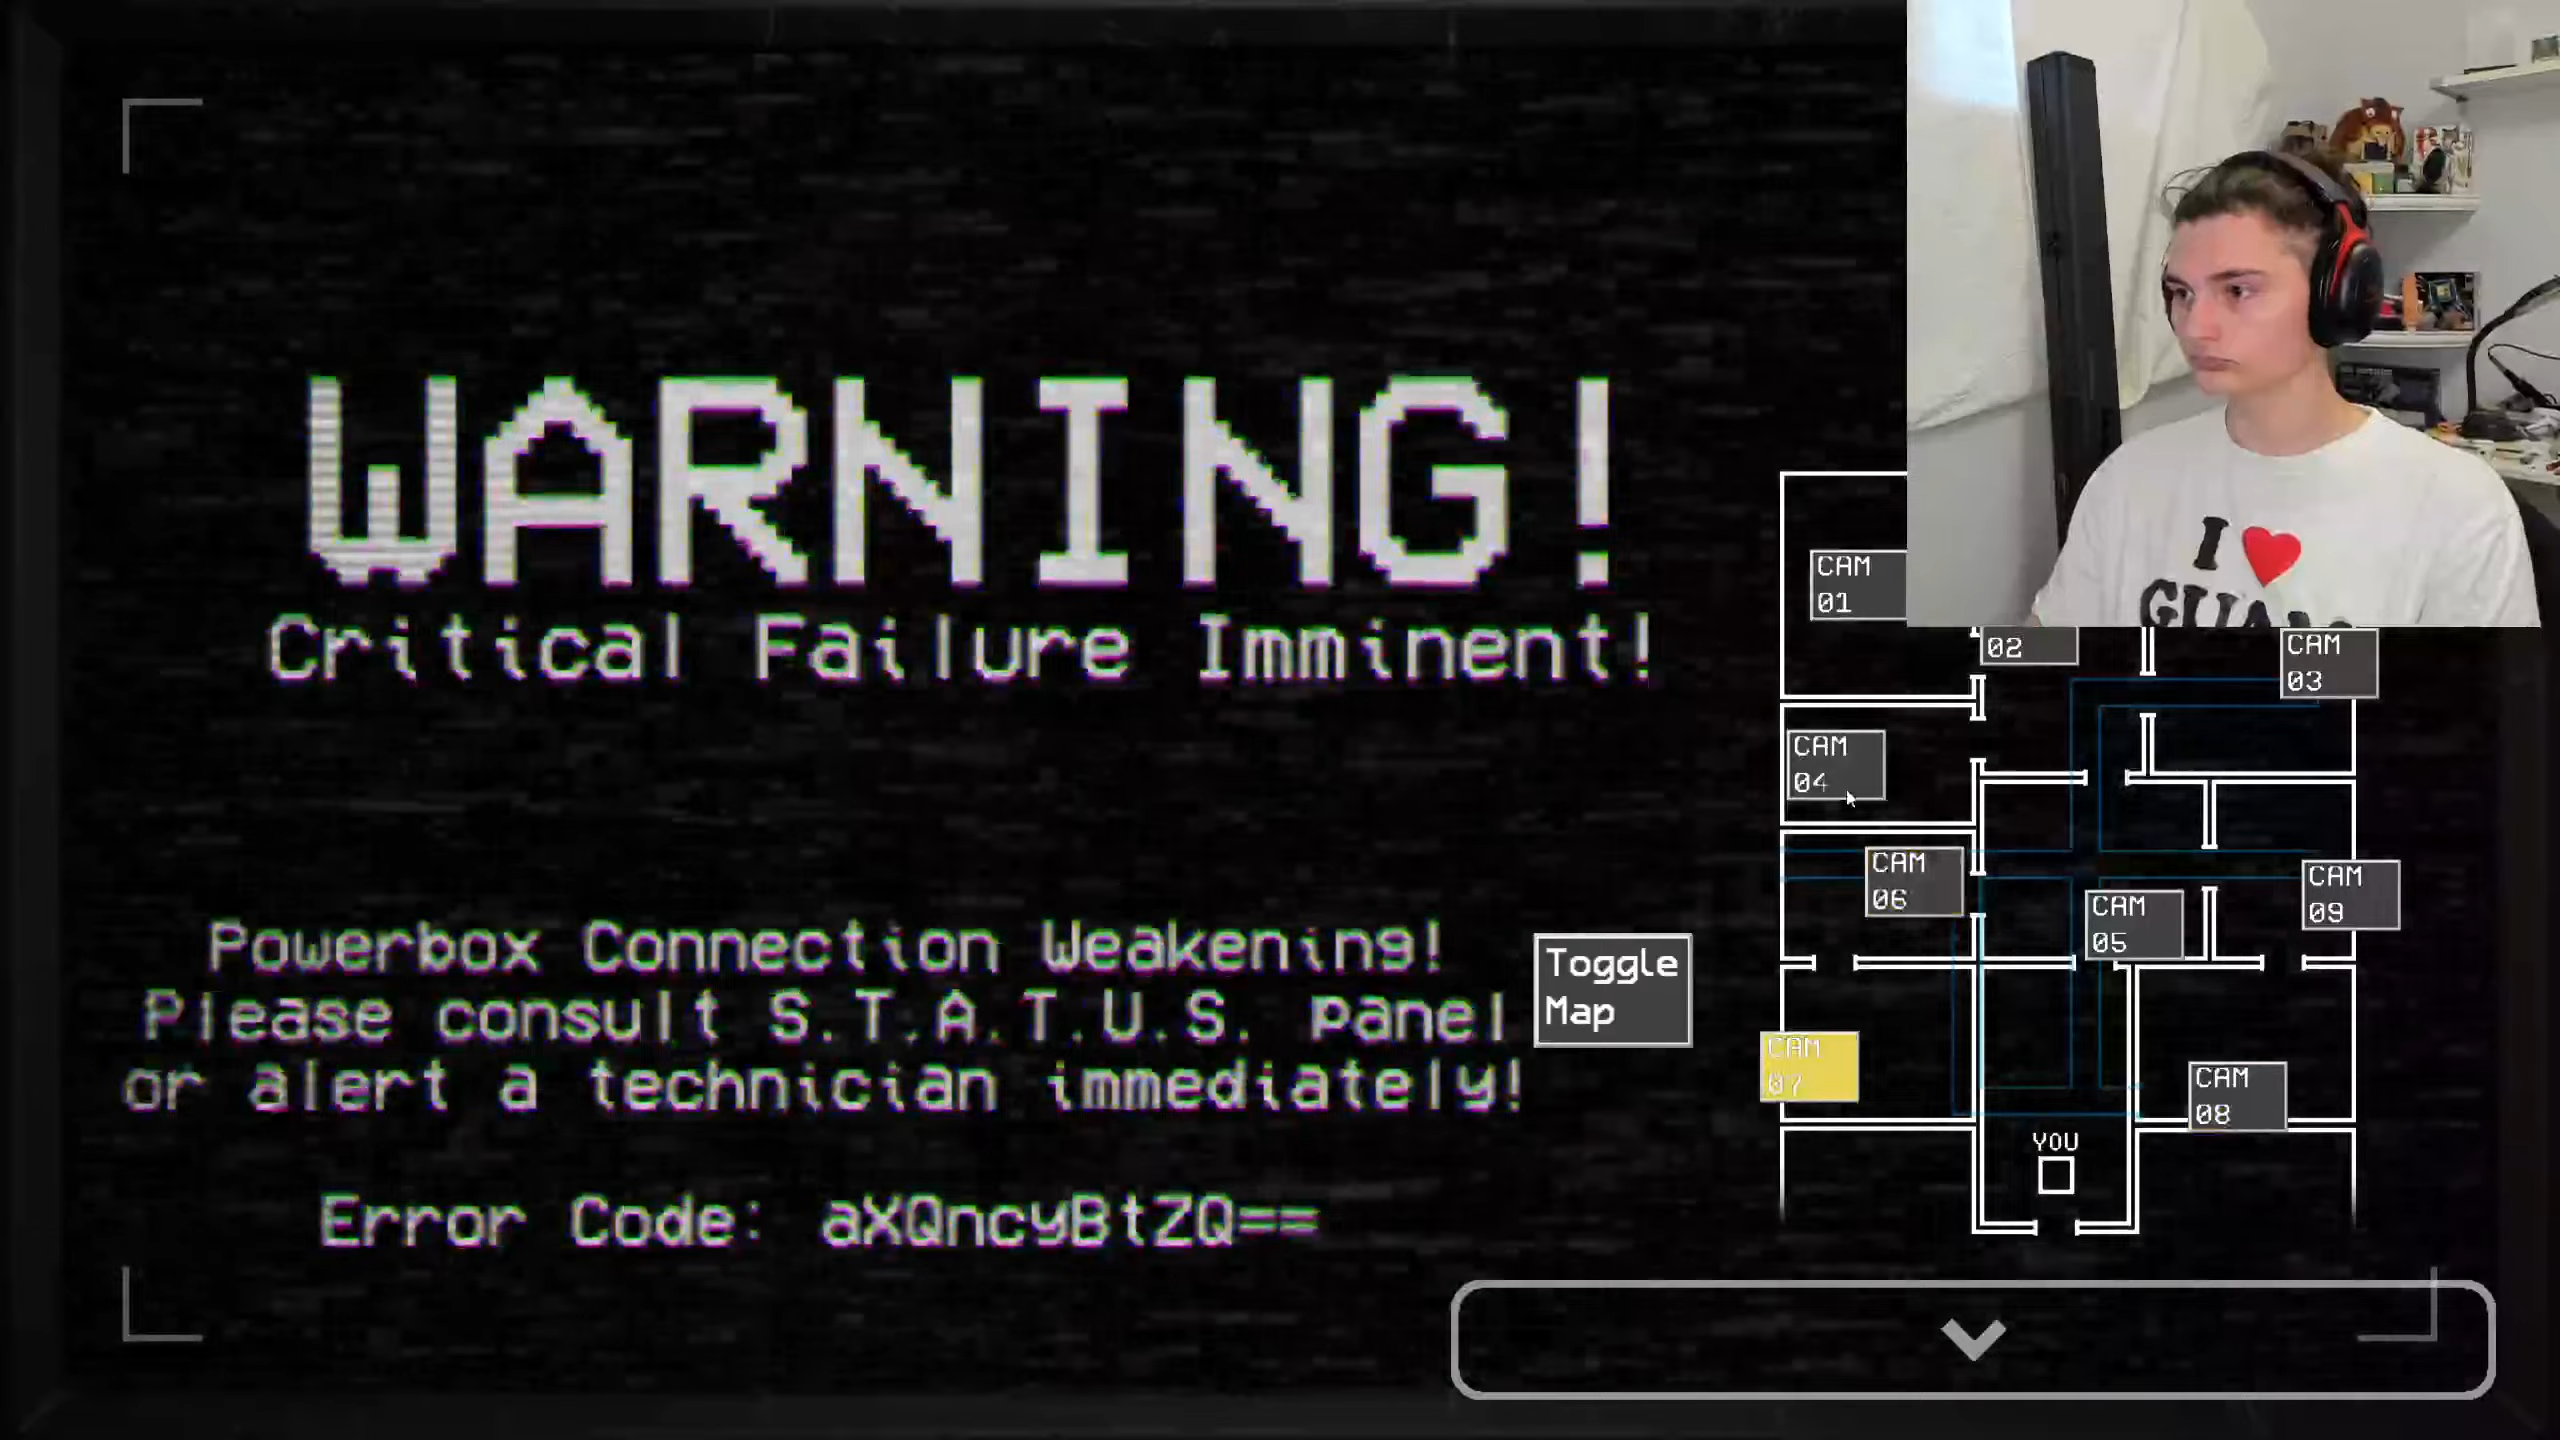 WARNING!
Critical Failure Imminent!
Powerbox Connection Weakening!
Please consult S.T.A.T.U.S. panel
or alert a technician immediately!
Error Code: aXQncyBtZQ==
Toggle
Map
CAM
01
02
CAM
03
CAM
04
CAM
06
CAM
05
CAM
09
CAM
07
CAM
08
YOU
I